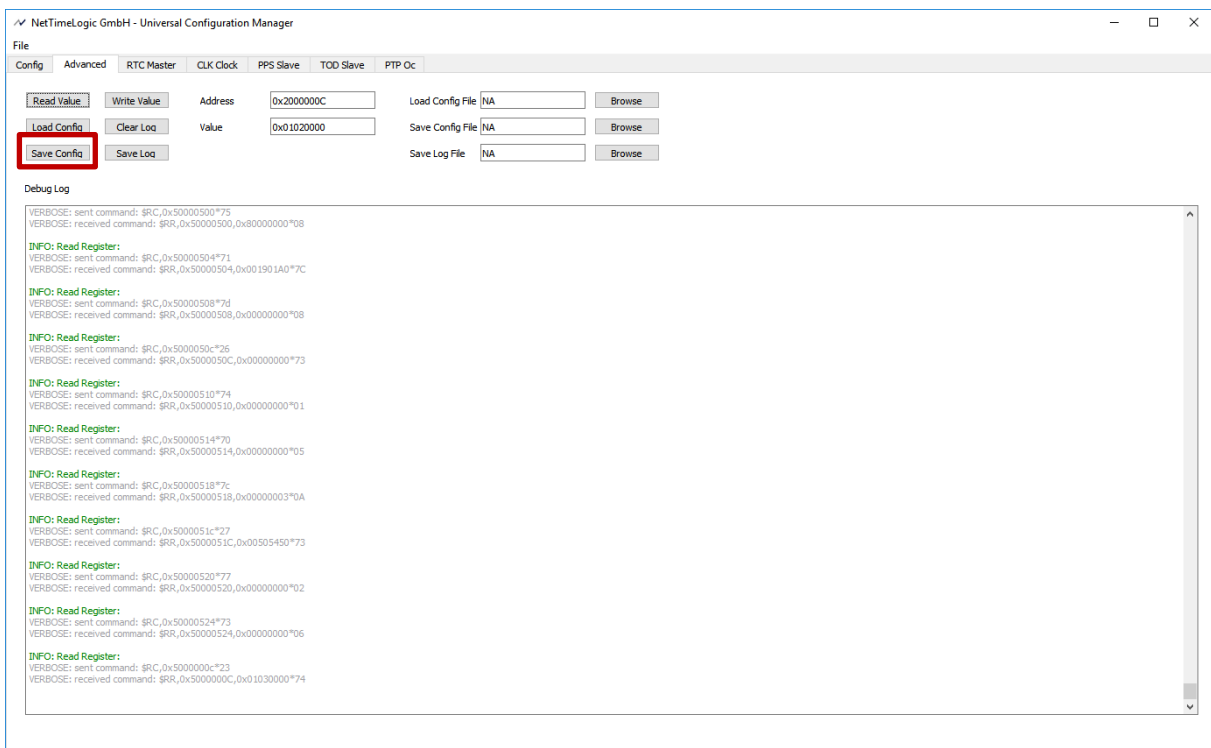 NetTimeLogic GmbH - Universal Configuration Manager
File
Config Advanced RTC Master CLK Clock PPS Slave TOD Slave PTP Oc
Read Value Write Value Address 0x2000000C Load Config File NA Browse
Load Config Clear Log Value 0x01020000 Save Config File NA Browse
Save Config Save Log Save Log File NA Browse
Debug Log
VERBOSE: sent command: $RC,0x50000500*75
VERBOSE: received command: $RR,0x50000500,0x80000000*08
INFO: Read Register:
VERBOSE: sent command: $RC,0x50000504*71
VERBOSE: received command: $RR,0x50000504,0x001901A0*7C
INFO: Read Register:
VERBOSE: sent command: $RC,0x50000508*7d
VERBOSE: received command: $RR,0x50000508,0x00000000*08
INFO: Read Register:
VERBOSE: sent command: $RC,0x5000050c*26
VERBOSE: received command: $RR,0x5000050C,0x00000000*73
INFO: Read Register:
VERBOSE: sent command: $RC,0x50000510*74
VERBOSE: received command: $RR,0x50000510,0x00000000*01
INFO: Read Register:
VERBOSE: sent command: $RC,0x50000514*70
VERBOSE: received command: $RR,0x50000514,0x00000000*05
INFO: Read Register:
VERBOSE: sent command: $RC,0x50000518*7c
VERBOSE: received command: $RR,0x50000518,0x00000003*0A
INFO: Read Register:
VERBOSE: sent command: $RC,0x5000051c*27
VERBOSE: received command: $RR,0x5000051C,0x00505450*73
INFO: Read Register:
VERBOSE: sent command: $RC,0x50000520*77
VERBOSE: received command: $RR,0x50000520,0x00000000*02
INFO: Read Register:
VERBOSE: sent command: $RC,0x50000524*73
VERBOSE: received command: $RR,0x50000524,0x00000000*06
INFO: Read Register:
VERBOSE: sent command: $RC,0x5000000c*23
VERBOSE: received command: $RR,0x5000000C,0x01030000*74